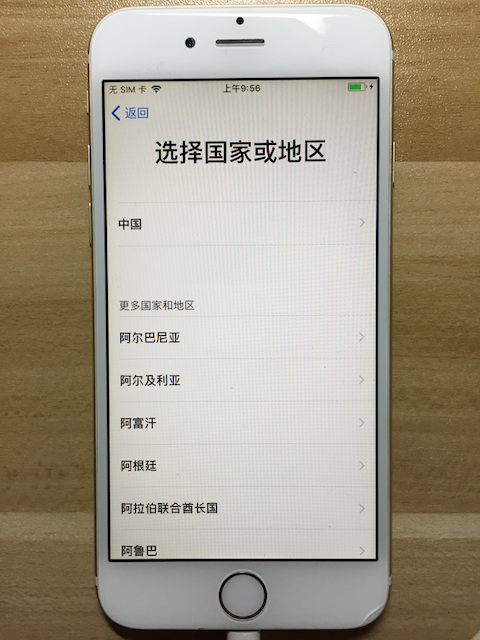 无 SIM 卡 上午9:56
返回
选择国家或地区
中国
更多国家和地区
阿尔巴尼亚
阿尔及利亚
阿富汗
阿根廷
阿拉伯联合酋长国
阿鲁巴